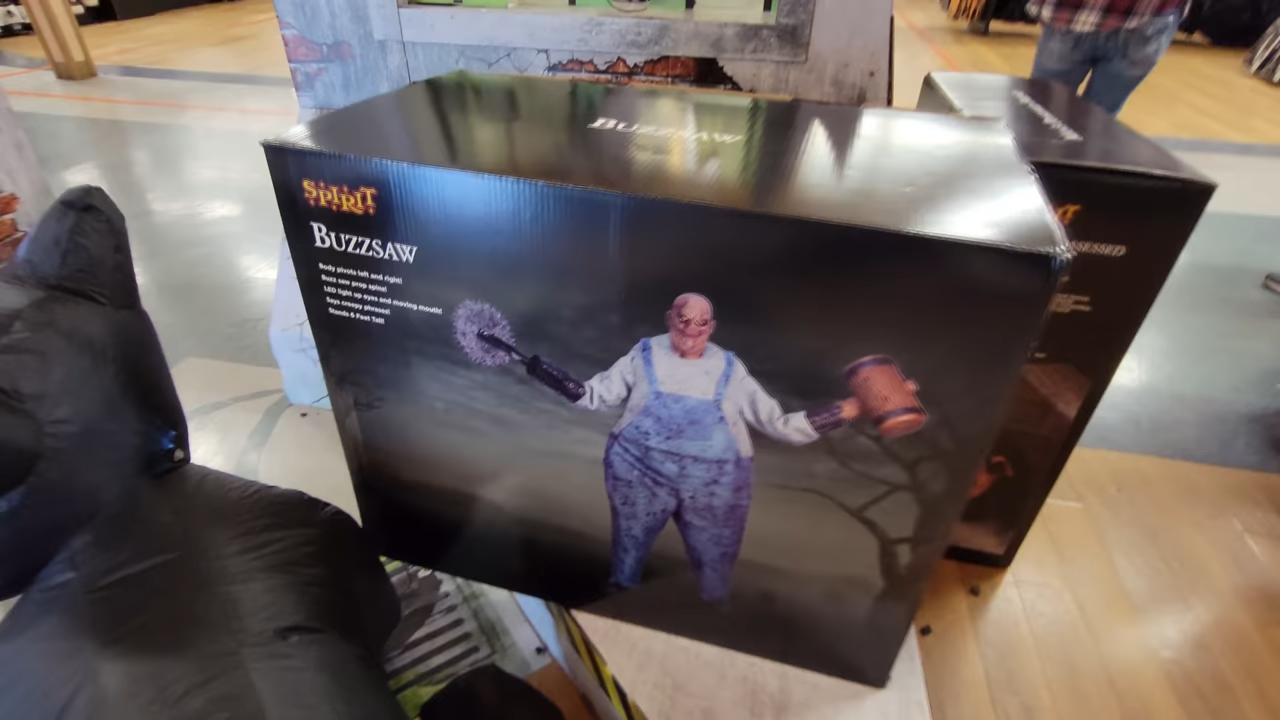 BUZZSAW
SPIRIT
BUZZSAW
Body pivots left and right!
Buzz saw prop spins!
LED light up eyes and moving mouth!
Says creepy phrases!
Stands 6 Feet Tall!